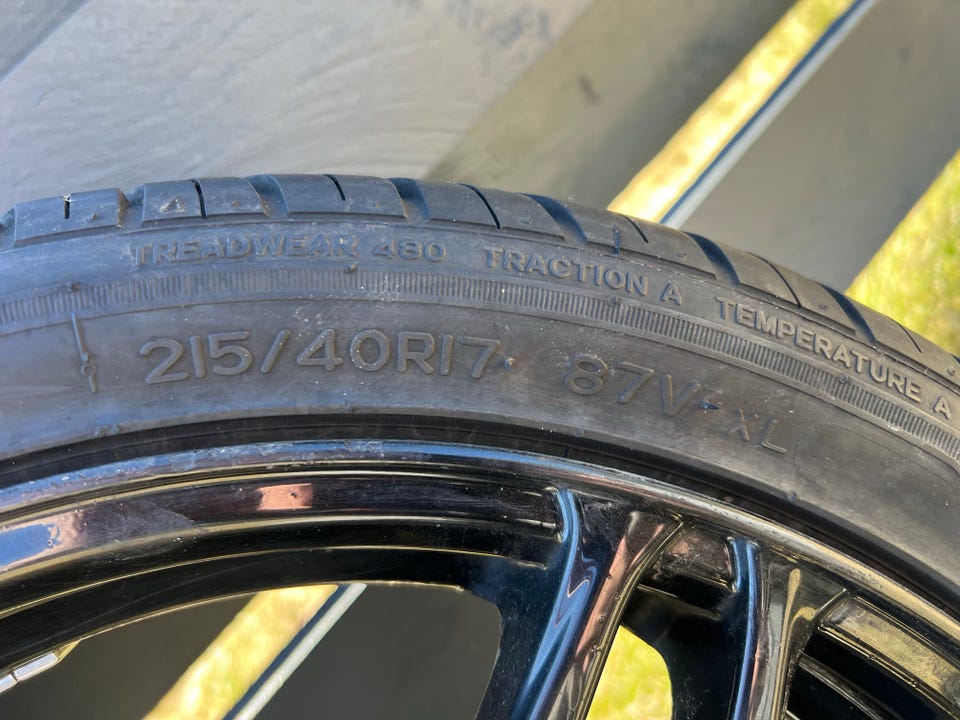 TREADWEAR 480 TRACTION A TEMPERATURE A
215/40R17 87V XL